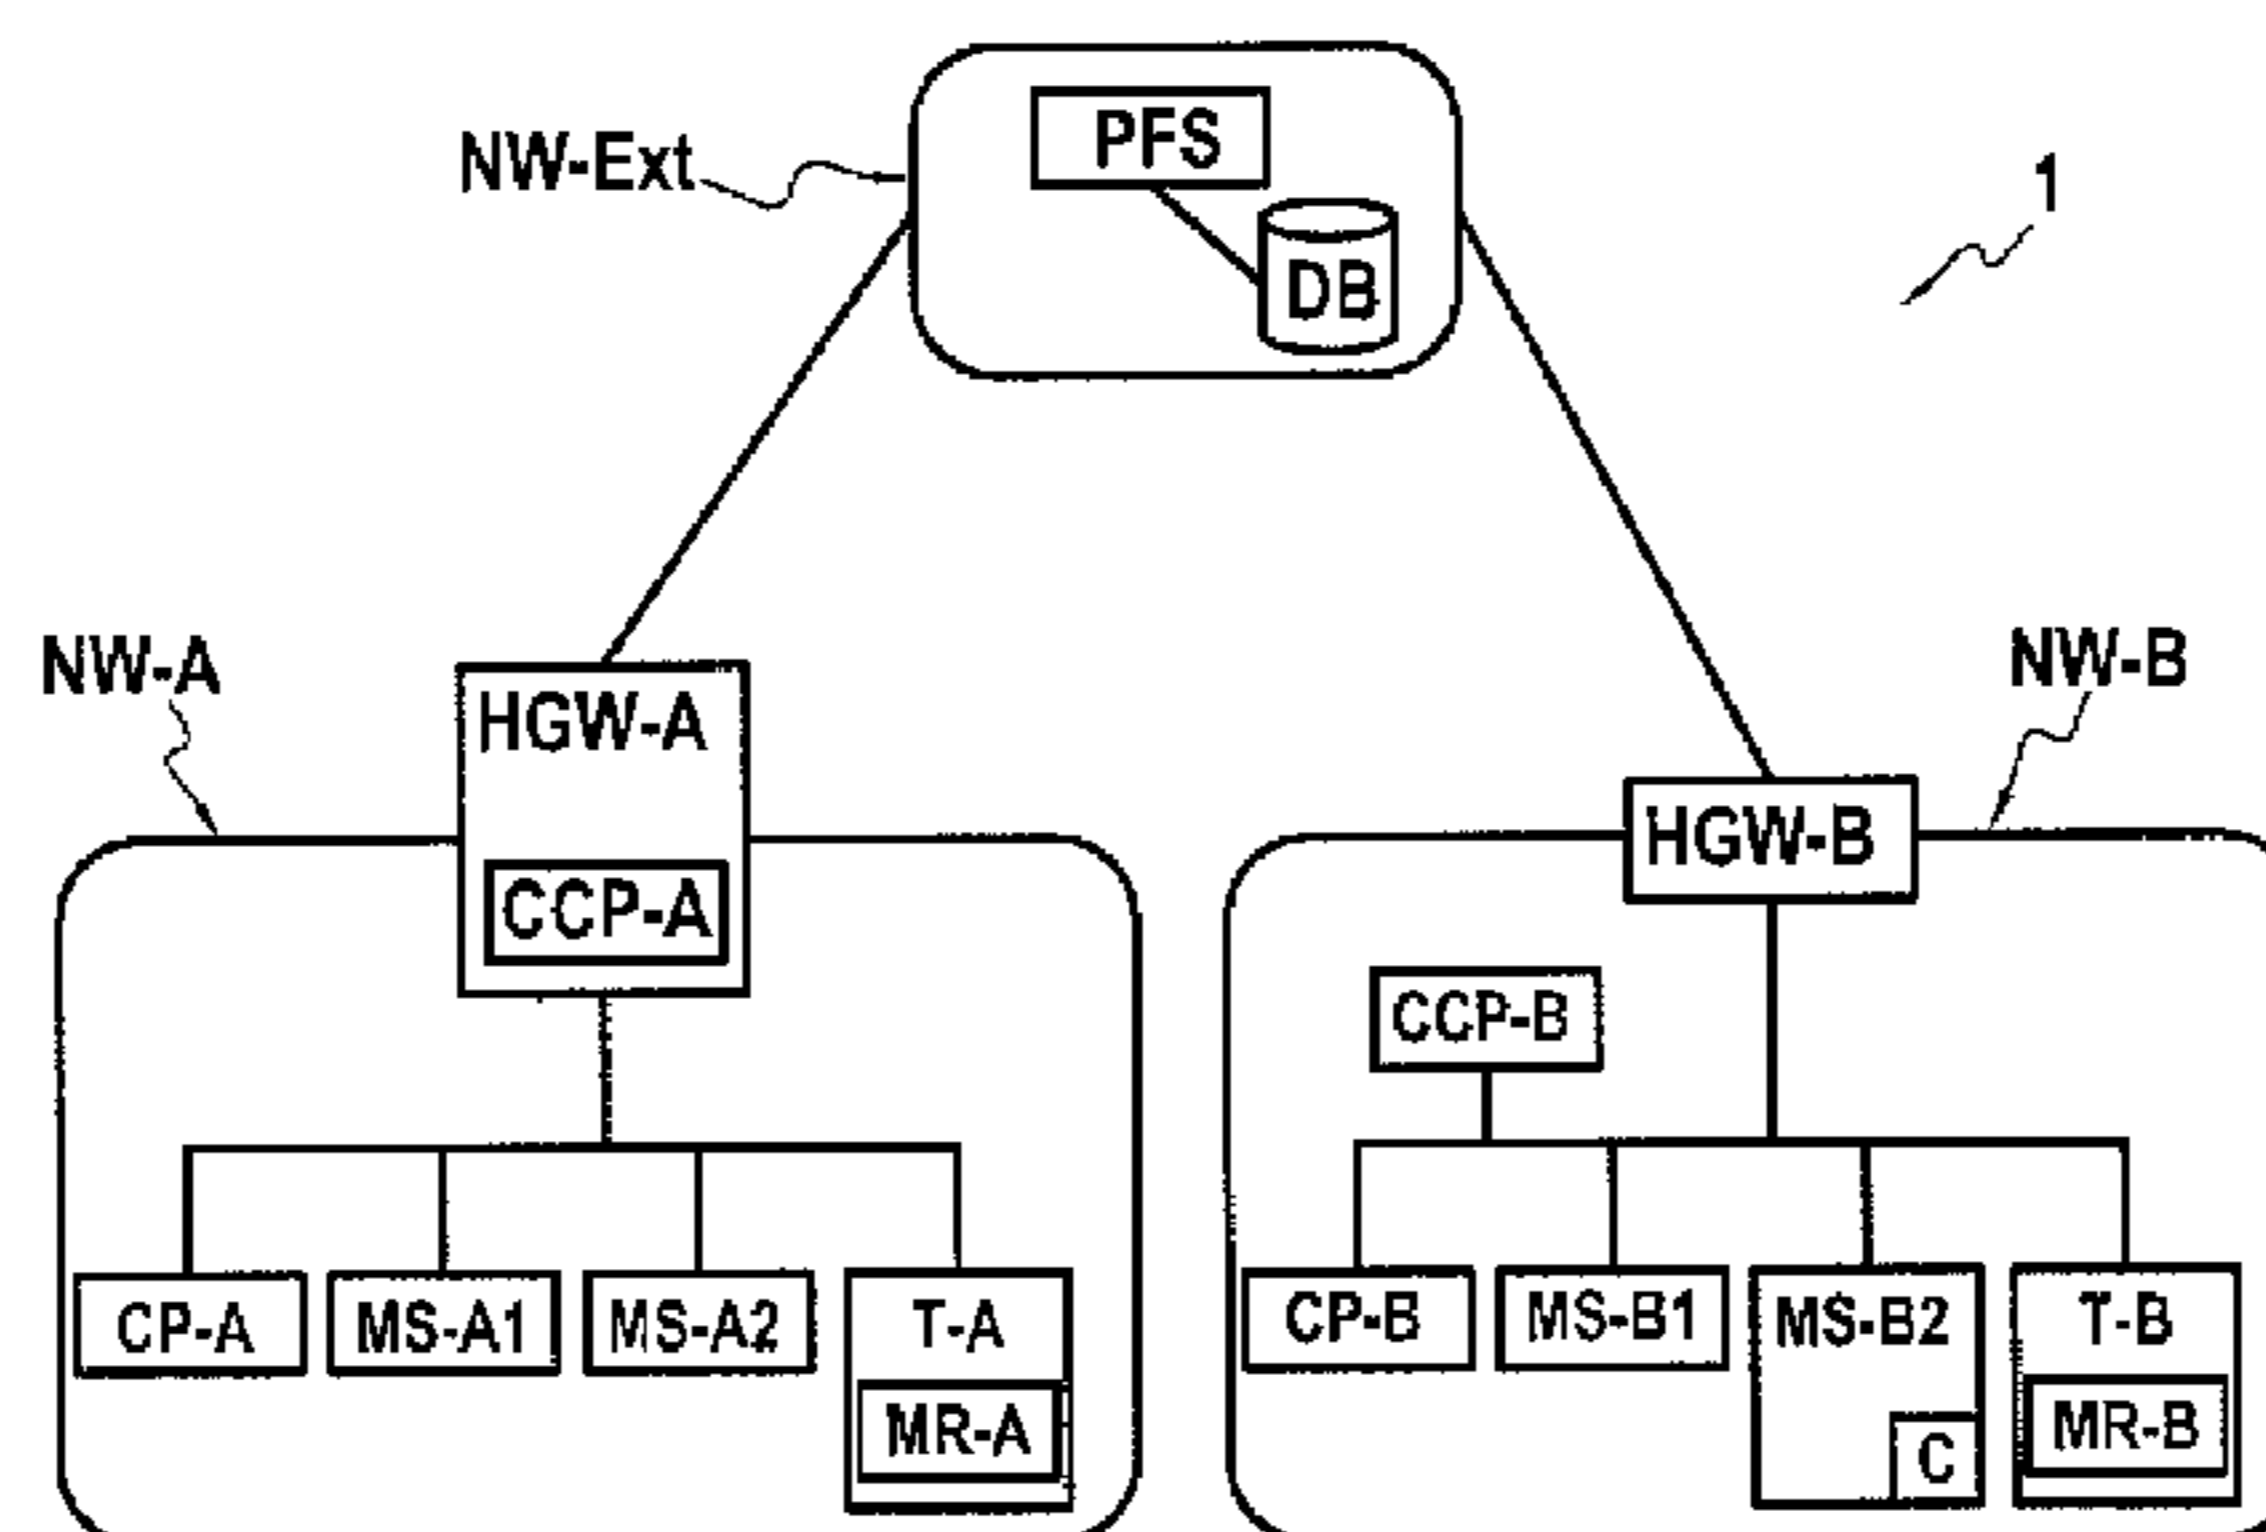 PFS
NW-Ext
1
DB
NW-A
HGW-A
NW-B
HGW-B
CCP-A
CCP-B
CP-A
MS-A1
MS-A2
T-A
CP-B
MS-B1
MS-B2
T-B
MR-A
MR-B
C